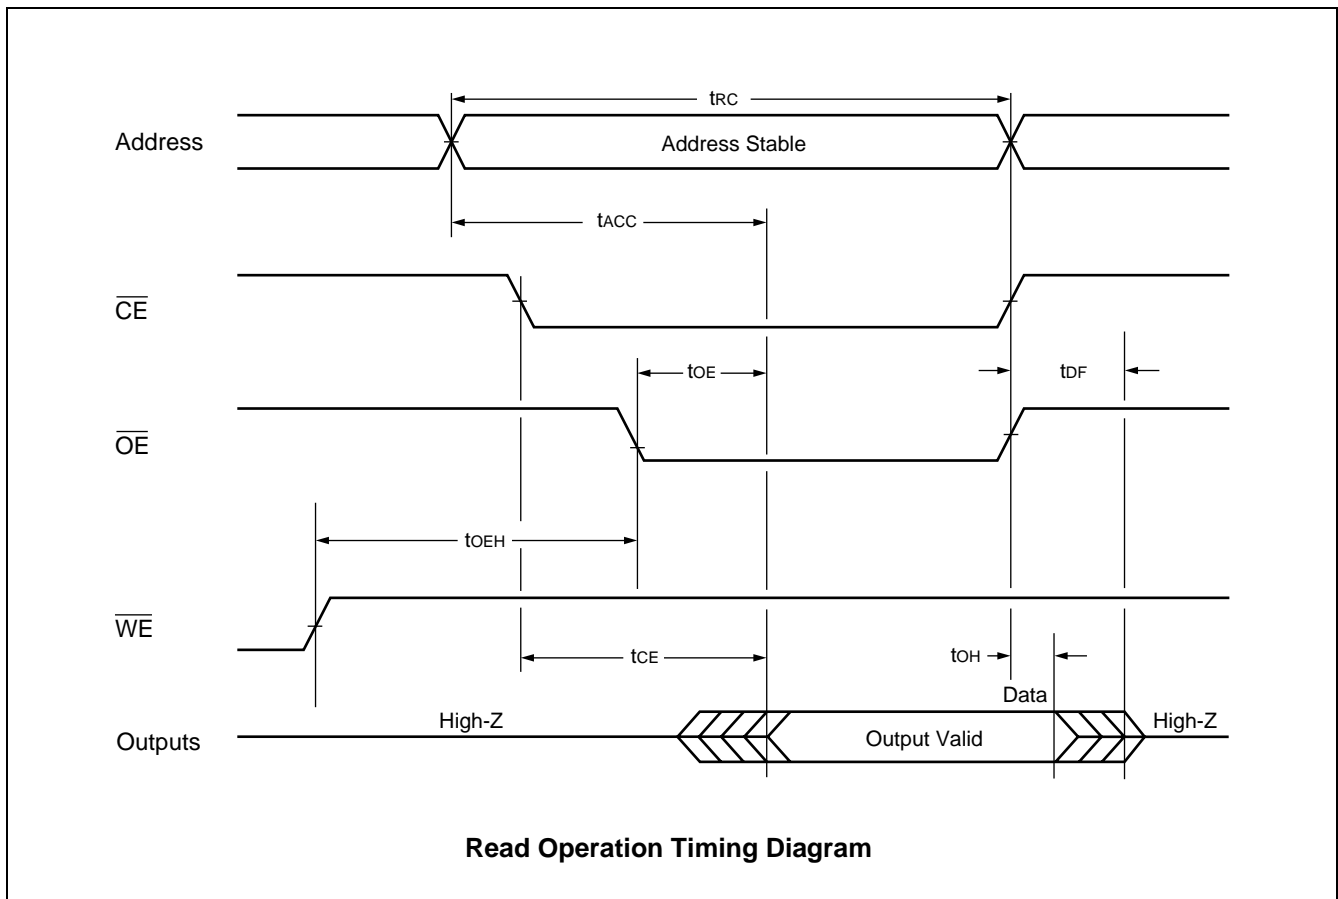 tRC
Address
Address Stable
tACC
CE
tOE
tDF
OE
tOEH
WE
tCE
tOH
Data
High-Z
High-Z
Outputs
Output Valid
Read Operation Timing Diagram